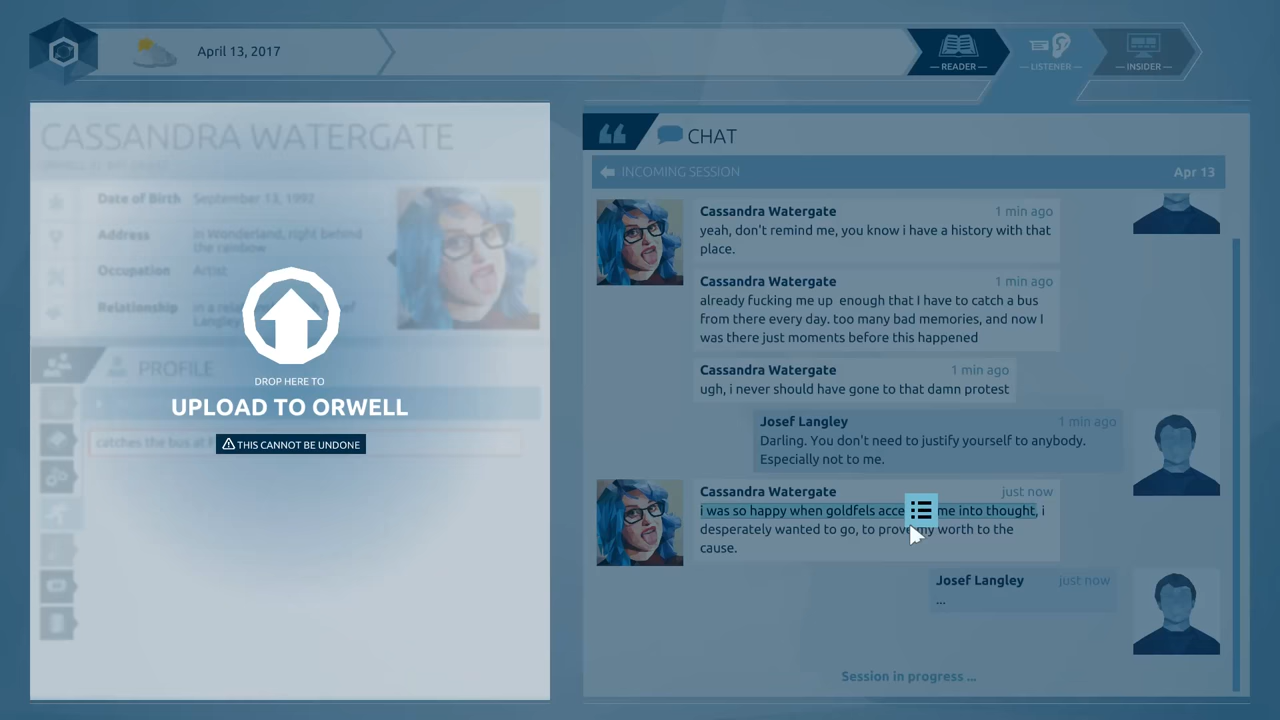 April 13, 2017
READER
LISTENER
INSIDER
CASSANDRA WATERGATE
Date of Birth September 13, 1992
Address in Wonderland, right behind
the rainbow
Occupation Artist
Relationship in a
Langley
PROFILE
catches the bus at
DROP HERE TO
UPLOAD TO ORWELL
THIS CANNOT BE UNDONE
CHAT
INCOMING SESSION Apr 13
Cassandra Watergate 1 min ago
yeah, don't remind me, you know i have a history with that
place.
Cassandra Watergate 1 min ago
already fucking me up enough that I have to catch a bus
from there every day. too many bad memories, and now I
was there just moments before this happened
Cassandra Watergate 1 min ago
ugh, i never should have gone to that damn protest
Josef Langley 1 min ago
Darling. You don't need to justify yourself to anybody.
Especially not to me.
Cassandra Watergate just now
i was so happy when goldfels acce me into thought, i
desperately wanted to go, to prove my worth to the
cause.
Josef Langley just now
...
Session in progress ...